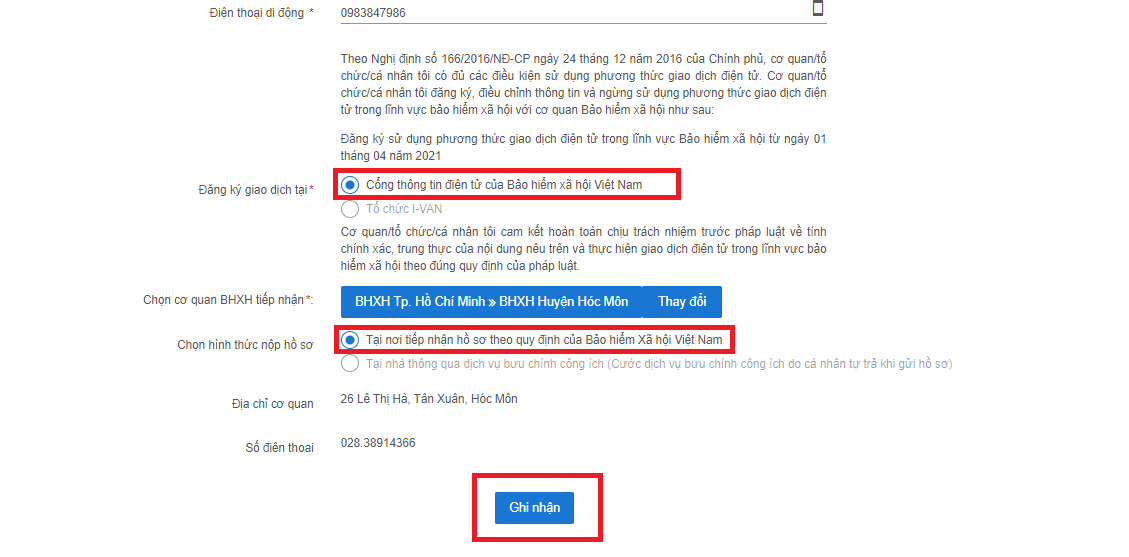 Điện thoại di động * 0983847986
Theo Nghị định số 166/2016/NĐ-CP ngày 24 tháng 12 năm 2016 của Chính phủ, cơ quan/tổ
chức/cá nhân tôi có đủ các điều kiện sử dụng phương thức giao dịch điện tử. Cơ quan/tổ
chức/cá nhân tôi đăng ký, điều chỉnh thông tin và ngừng sử dụng phương thức giao dịch điện
tử trong lĩnh vực bảo hiểm xã hội với cơ quan Bảo hiểm xã hội như sau:
Đăng ký sử dụng phương thức giao dịch điện tử trong lĩnh vực Bảo hiểm xã hội từ ngày 01
tháng 04 năm 2021
Đăng ký giao dịch tại * Cổng thông tin điện tử của Bảo hiểm xã hội Việt Nam
Tổ chức I-VAN
Cơ quan/tổ chức/cá nhân tôi cam kết hoàn toàn chịu trách nhiệm trước pháp luật về tính
chính xác, trung thực của nội dung nêu trên và thực hiện giao dịch điện tử trong lĩnh vực bảo
hiểm xã hội theo đúng quy định của pháp luật.
Chọn cơ quan BHXH tiếp nhận *: BHXH Tp. Hồ Chí Minh » BHXH Huyện Hóc Môn Thay đổi
Chọn hình thức nộp hồ sơ Tại nơi tiếp nhận hồ sơ theo quy định của Bảo hiểm Xã hội Việt Nam
Tại nhà thông qua dịch vụ bưu chính công ích (Cước dịch vụ bưu chính công ích do cá nhân tự trả khi gửi hồ sơ)
Địa chỉ cơ quan 26 Lê Thị Hà, Tân Xuân, Hóc Môn
Số điên thoai 028.38914366
Ghi nhận